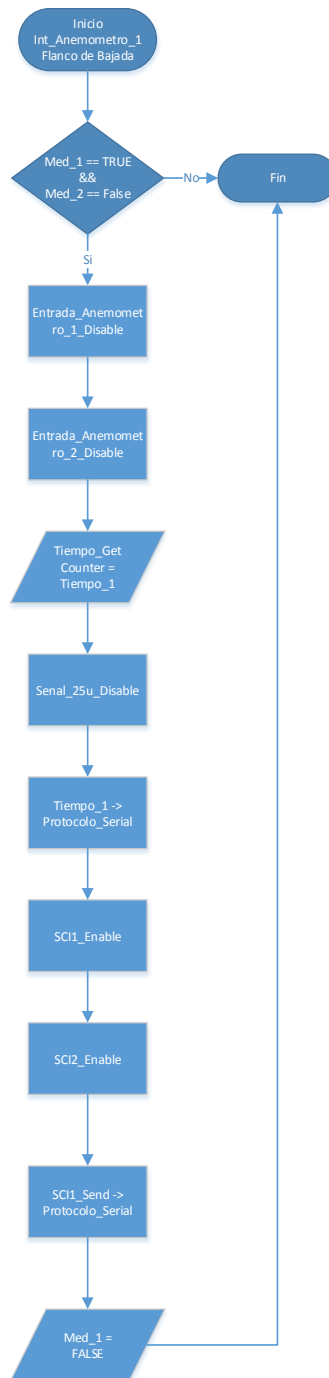 Inicio
Int_Anemometro_1
Flanco de Bajada
Med_1 == TRUE
&&
Med_2 == False
No
Fin
Si
Entrada_Anemomet
ro_1_Disable
Entrada_Anemomet
ro_2_Disable
Tiempo_Get
Counter =
Tiempo_1
Senal_25u_Disable
Tiempo_1 ->
Protocolo_Serial
SCI1_Enable
SCI2_Enable
SCI1_Send ->
Protocolo_Serial
Med_1 =
FALSE